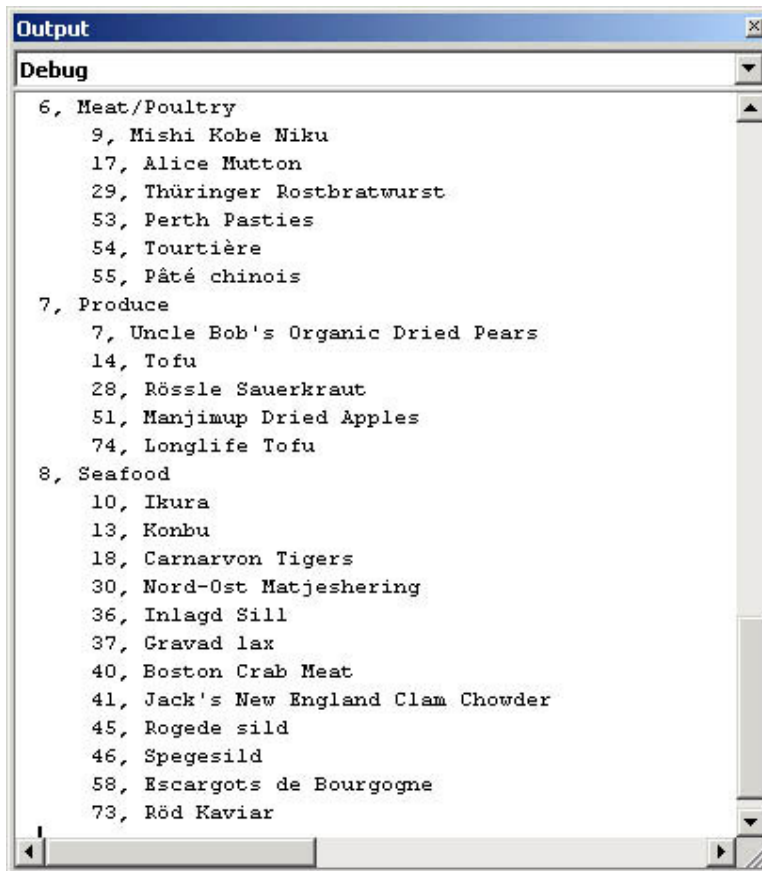 Output
Debug
6, Meat/Poultry
9, Mishi Kobe Niku
17, Alice Mutton
29, Thüringer Rostbratwurst
53, Perth Pasties
54, Tourtière
55, Pâté chinois
7, Produce
7, Uncle Bob's Organic Dried Pears
14, Tofu
28, Rössle Sauerkraut
51, Manjimup Dried Apples
74, Longlife Tofu
8, Seafood
10, Ikura
13, Konbu
18, Carnarvon Tigers
30, Nord-Ost Matjeshering
36, Inlagd Sill
37, Gravad lax
40, Boston Crab Meat
41, Jack's New England Clam Chowder
45, Rogede sild
46, Spegesild
58, Escargots de Bourgogne
73, Röd Kaviar